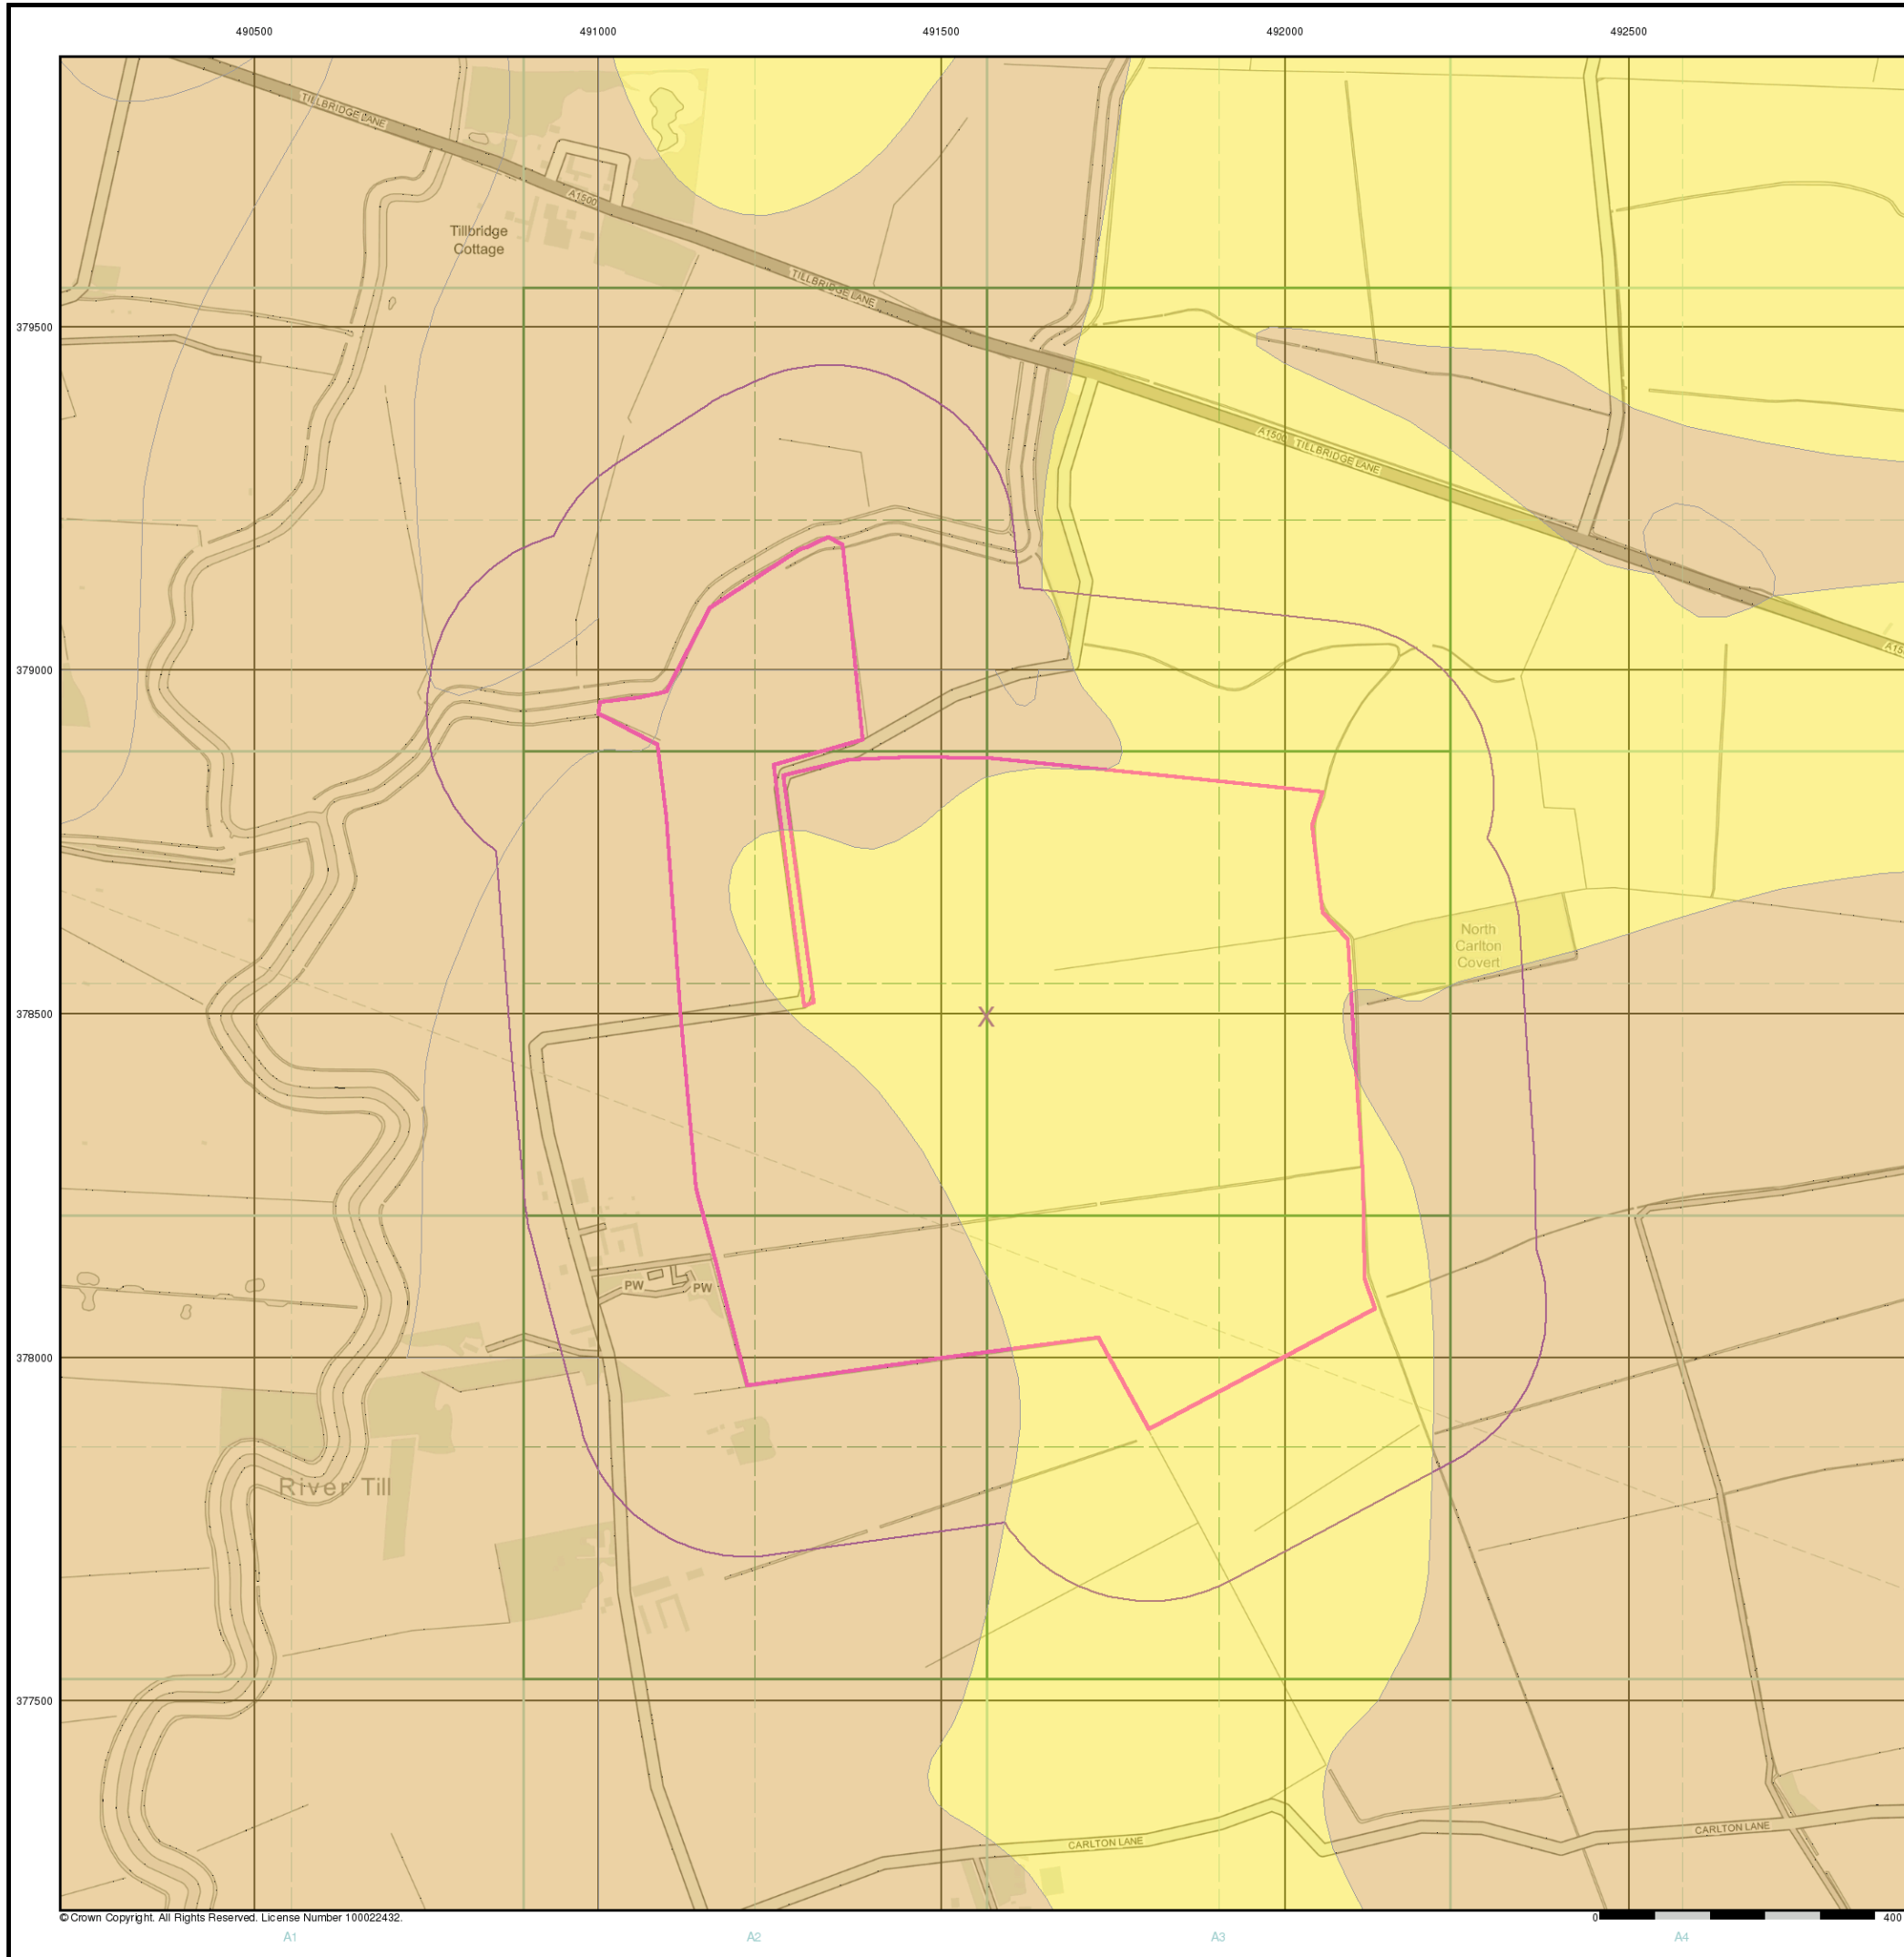 490500
491000
491500
492000
492500
TILLBRIDGE LANE
A1500
Tillbridge
Cottage
TILLBRIDGE LANE
379500
A1500
TILLBRIDGE LANE
379000
North
Carlton
Covert
378500
X
PW
PW
378000
River Till
377500
CARLTON LANE
CARLTON LANE
© Crown Copyright. All Rights Reserved. License Number 100022432.
0
400
A1
A2
A3
A4